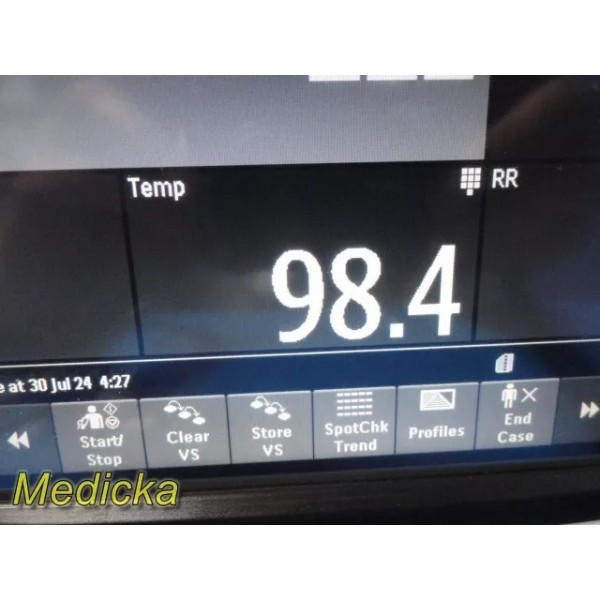 Temp
RR
98.4
at 30 Jul 24 4:27
Start/
Stop
Clear
VS
Store
VS
SpotChk
Trend
Profiles
End
Case
Medicka